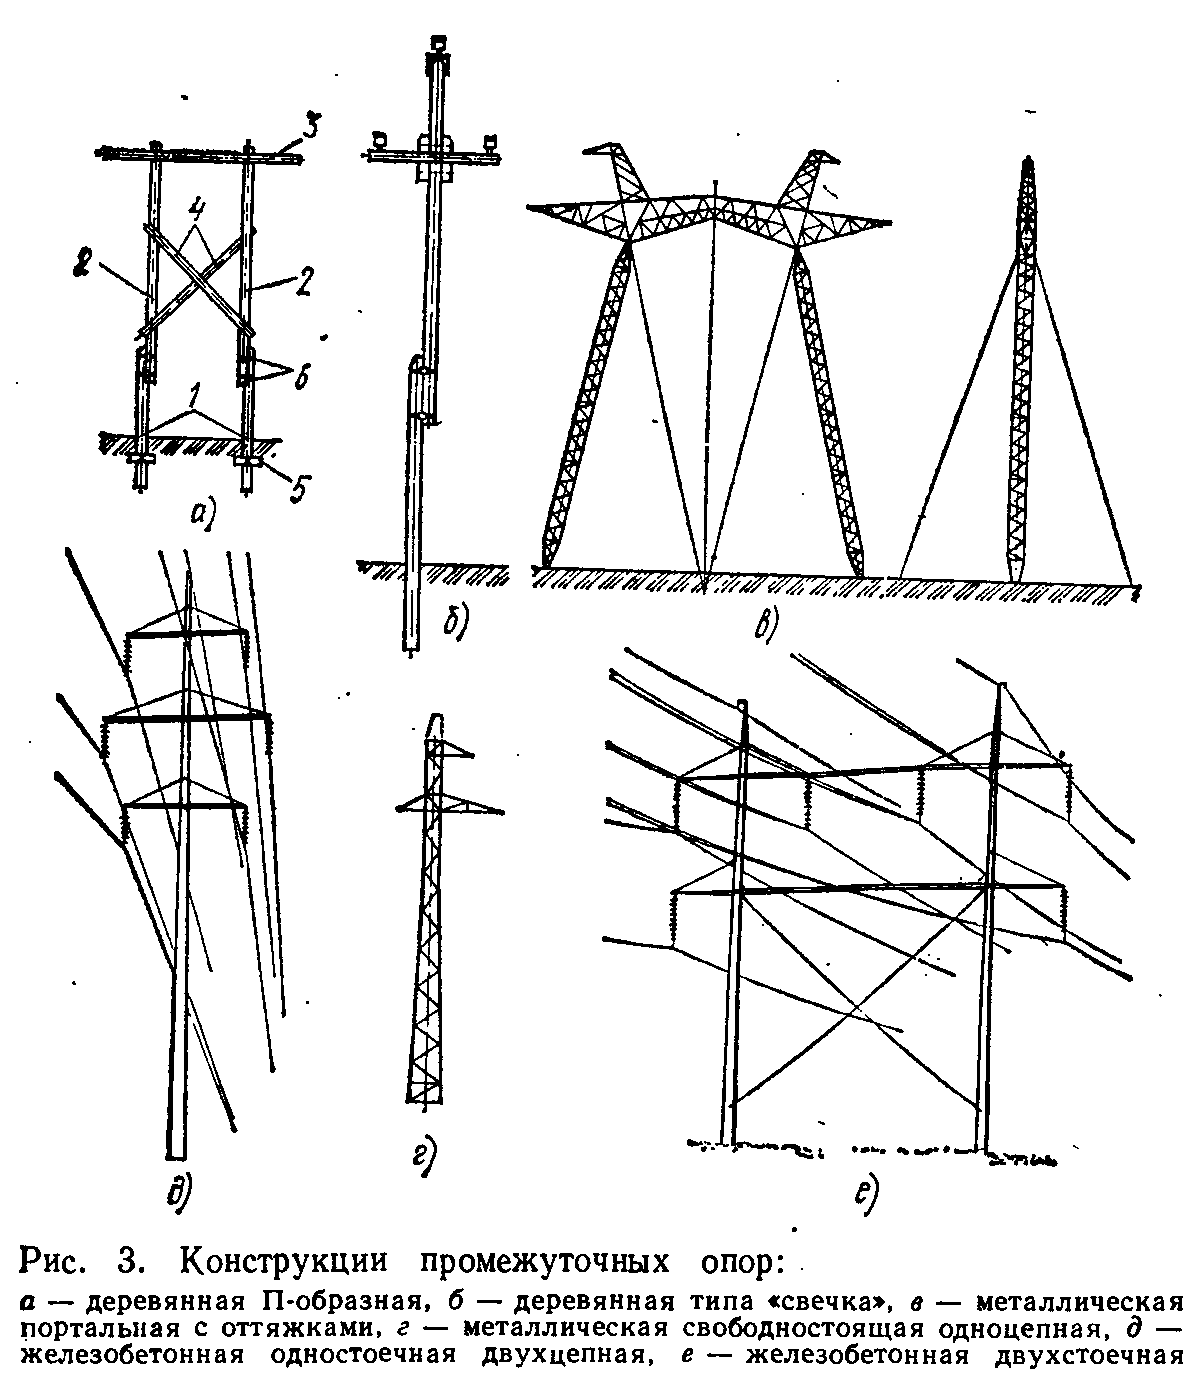 3
4
2
2
6
1
5
а)
б)
в)
д)
г)
е)
Рис. 3. Конструкции промежуточных опор:
а — деревянная П-образная, б — деревянная типа «свечка», в — металлическая
портальная с оттяжками, г — металлическая свободностоящая одноцепная, д —
железобетонная одностоечная двухцепная, е — железобетонная двухстоечная